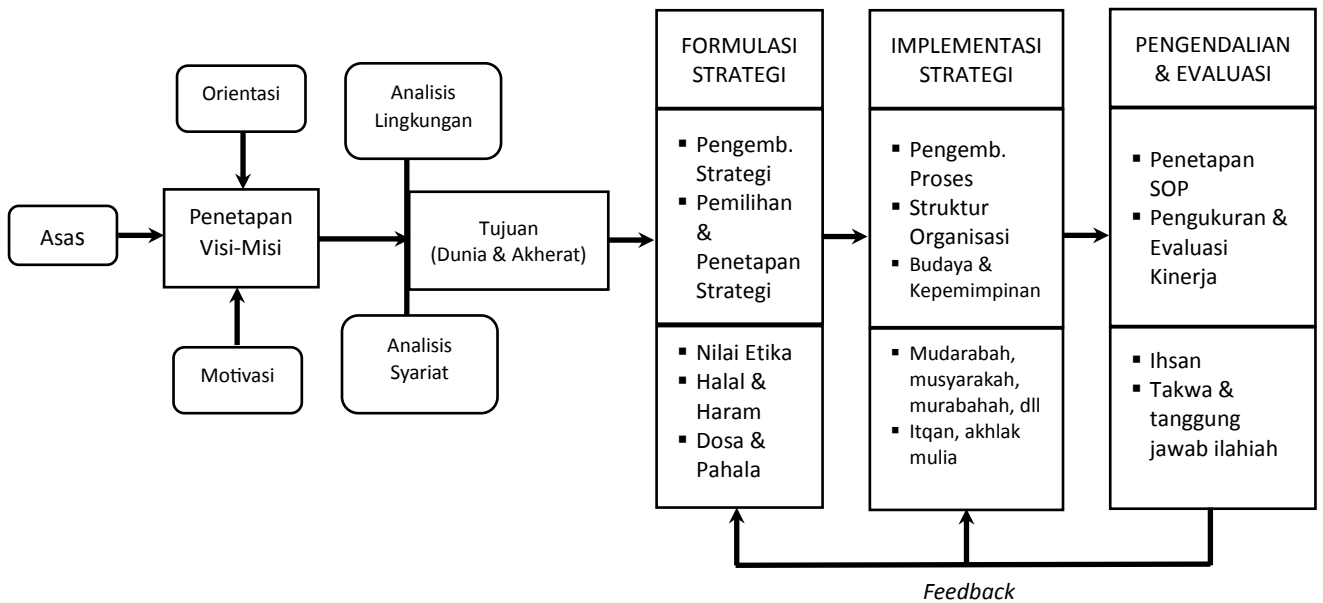 Asas
Orientasi
Penetapan
Visi-Misi
Motivasi
Analisis
Lingkungan
Tujuan
(Dunia & Akherat)
Analisis
Syariat
FORMULASI
STRATEGI
▪ Pengemb.
Strategi
▪ Pemilihan
&
Penetapan
Strategi
▪ Nilai Etika
▪ Halal &
Haram
▪ Dosa &
Pahala
IMPLEMENTASI
STRATEGI
▪ Pengemb.
Proses
▪ Struktur
Organisasi
▪ Budaya &
Kepemimpinan
▪ Mudarabah,
musyarakah,
murabahah, dll
▪ Itqan, akhlak
mulia
PENGENDALIAN
& EVALUASI
▪ Penetapan
SOP
▪ Pengukuran &
Evaluasi
Kinerja
▪ Ihsan
▪ Takwa &
tanggung
jawab ilahiah
Feedback